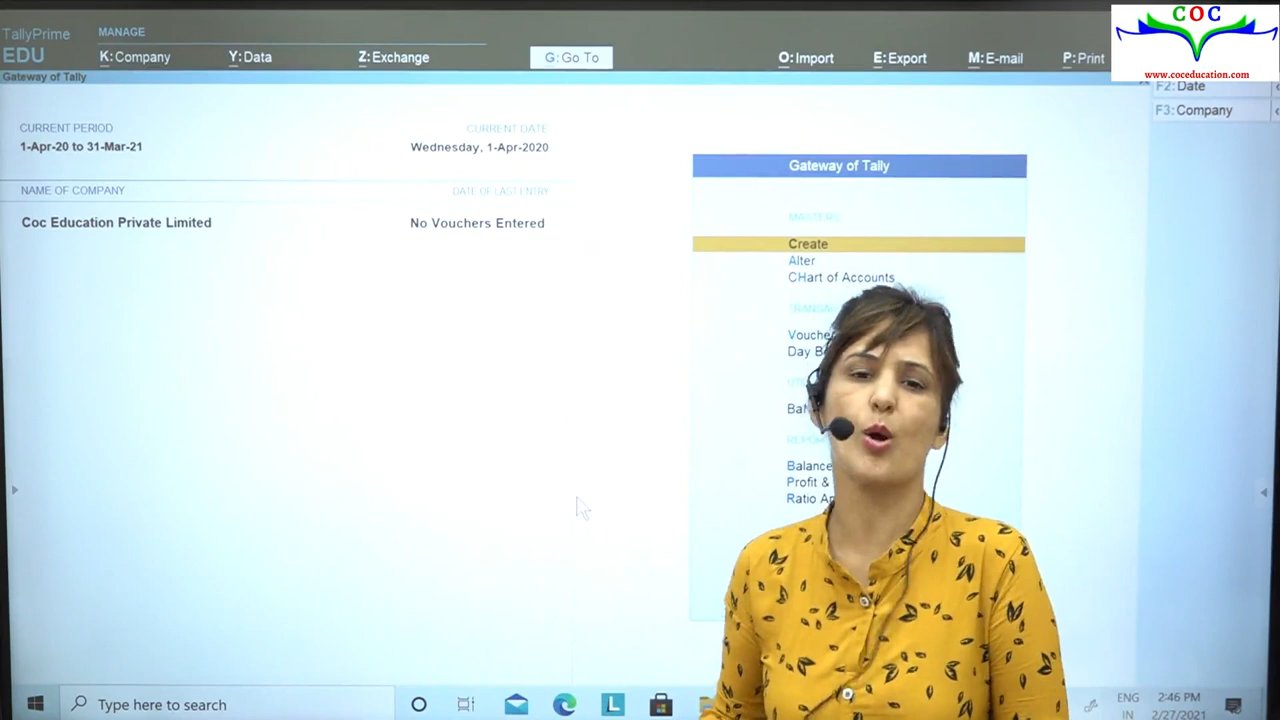 COC
www.coceducation.com
TallyPrime
EDU
MANAGE
K:Company
Y:Data
Z:Exchange
G:Go To
O:Import
E:Export
M:E-mail
P:Print
Gateway of Tally
F2:Date
F3:Company
CURRENT PERIOD
1-Apr-20 to 31-Mar-21
CURRENT DATE
Wednesday, 1-Apr-2020
NAME OF COMPANY
DATE OF LAST ENTRY
Coc Education Private Limited
No Vouchers Entered
Gateway of Tally
MASTERS
Create
Alter
CHart of Accounts
Day
Balance
Profit &
Ratio
Type here to search
ENG
IN
2:46 PM
2/27/2021